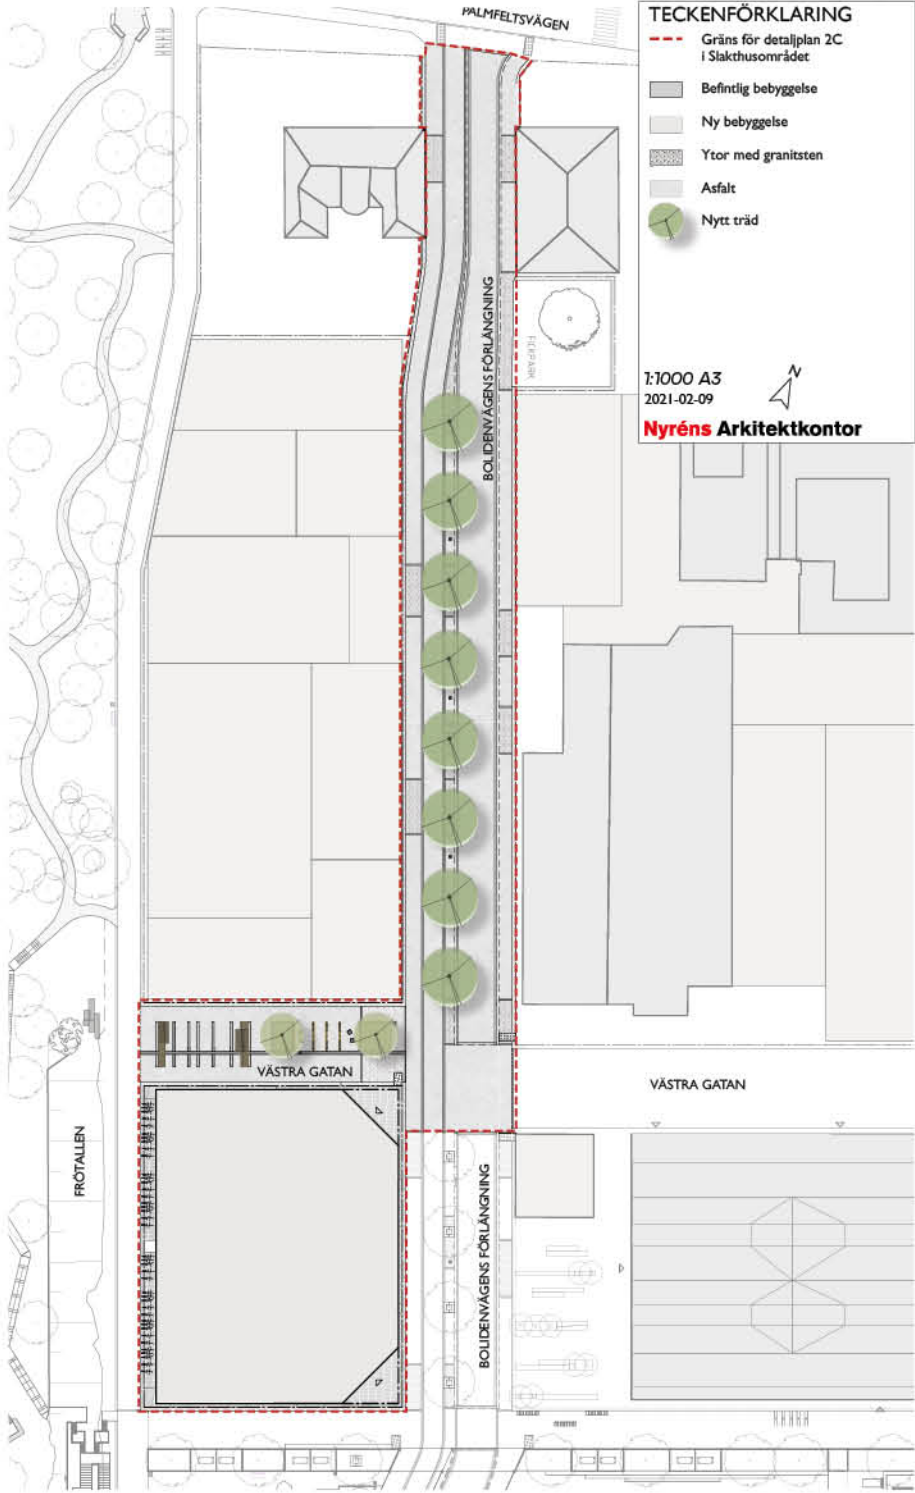 PALMFELTSVÄGEN
TECKENFÖRKLARING
Gräns för detaljplan 2C
i Slakthusområdet
Befintlig bebyggelse
Ny bebyggelse
Ytor med granitsten
Asfalt
Nytt träd
1:1000 A3
2021-02-09
N
Nyréns Arkitektkontor
BOLIDENVÄGENS FÖRLÄNGNING
FICKPARK
VÄSTRA GATAN
VÄSTRA GATAN
FRÖTALLEN
BOLIDENVÄGENS FÖRLÄNGNING